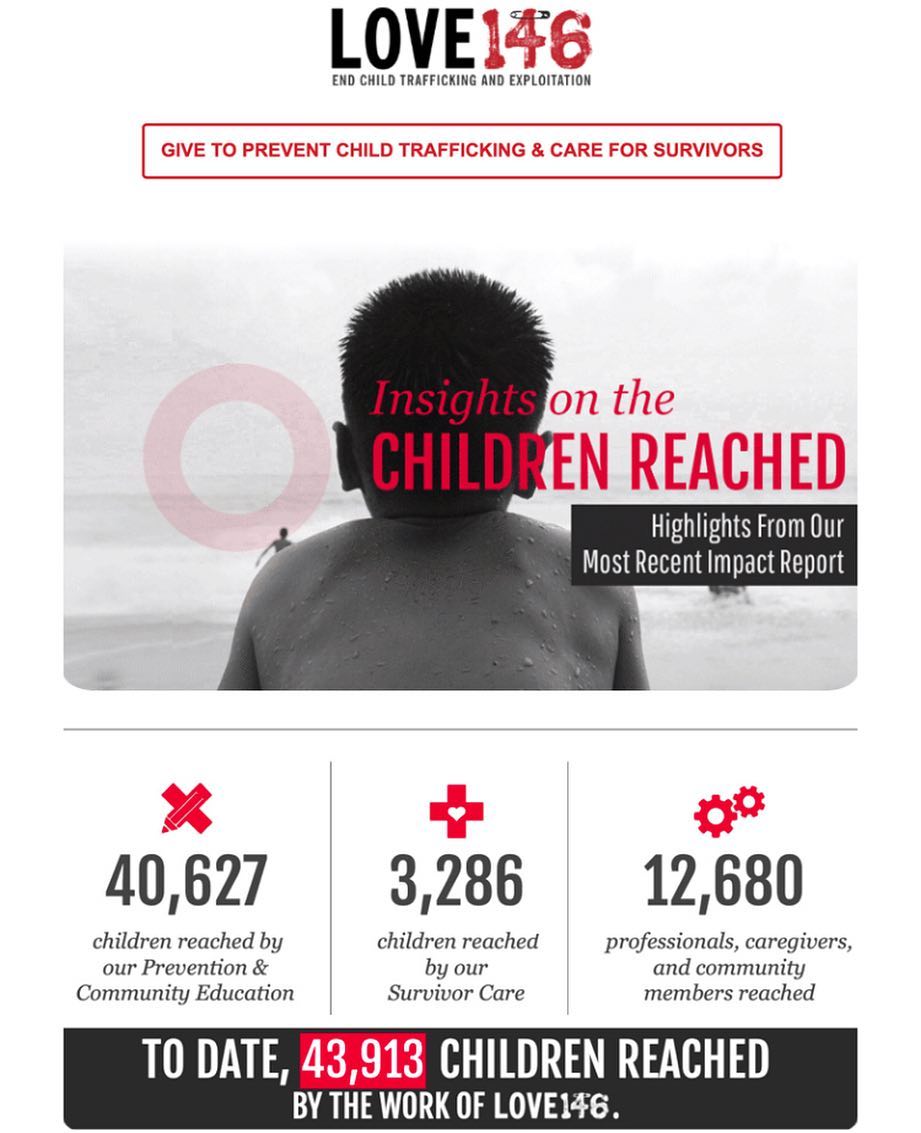 LOVE146
END CHILD TRAFFICKING AND EXPLOITATION
GIVE TO PREVENT CHILD TRAFFICKING & CARE FOR SURVIVORS
Insights on the
CHILDREN REACHED
Highlights From Our
Most Recent Impact Report
40,627
children reached by
our Prevention &
Community Education
3,286
children reached
by our
Survivor Care
12,680
professionals, caregivers,
and community
members reached
TO DATE, 43,913 CHILDREN REACHED
BY THE WORK OF LOVE146.